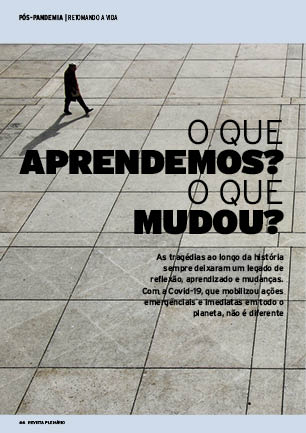 PÓS-PANDEMIA | RETOMANDO A VIDA
O QUE
APRENDEMOS?
O QUE
MUDOU?
As tragédias ao longo da história
sempre deixaram um legado de
reflexão, aprendizado e mudanças.
Com a Covid-19, que mobilizou ações
emergenciais e imediatas em todo o
planeta, não é diferente
44 REVISTA PLENÁRIO